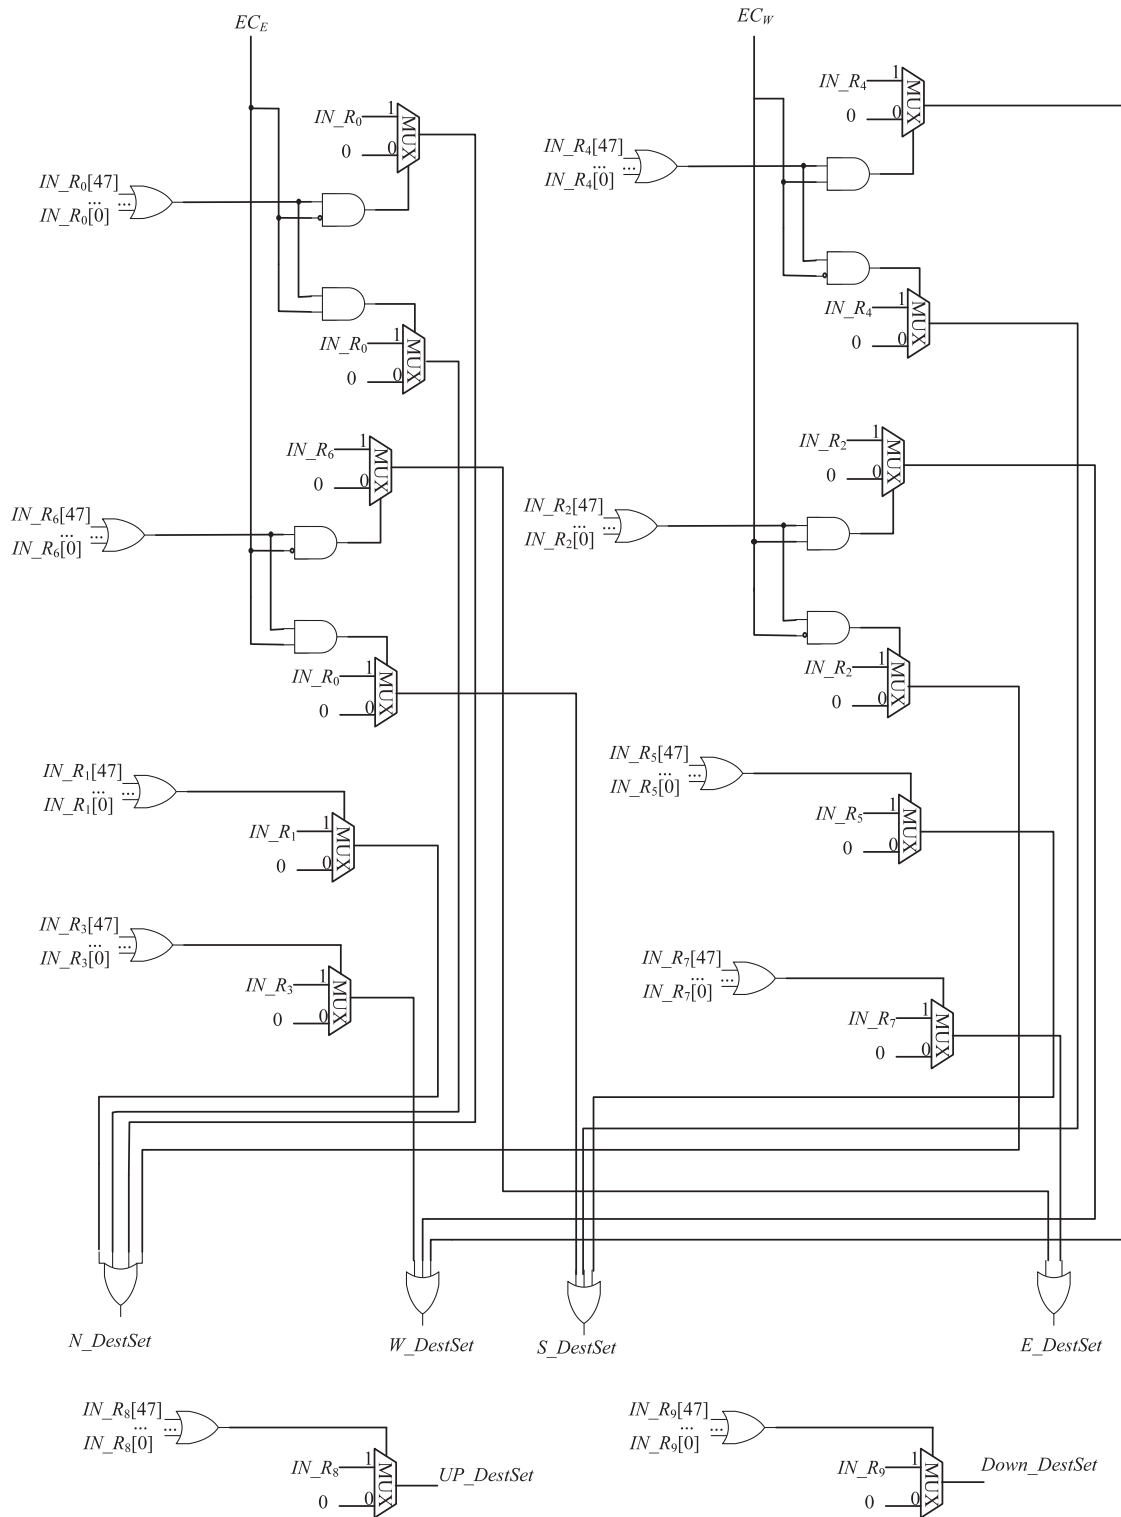 EC_E
EC_W
IN_R_0
1
MUX
0
0
IN_R_0[47]
...
...
IN_R_0[0]
IN_R_0
1
MUX
0
0
IN_R_6
1
MUX
0
0
IN_R_6[47]
...
...
IN_R_6[0]
IN_R_0
1
MUX
0
0
IN_R_1[47]
...
...
IN_R_1[0]
IN_R_1
1
MUX
0
0
IN_R_3[47]
...
...
IN_R_3[0]
IN_R_3
1
MUX
0
0
IN_R_4
1
MUX
0
0
IN_R_4[47]
...
...
IN_R_4[0]
IN_R_4
1
MUX
0
0
IN_R_2
1
MUX
0
0
IN_R_2[47]
...
...
IN_R_2[0]
IN_R_2
1
MUX
0
0
IN_R_5[47]
...
...
IN_R_5[0]
IN_R_5
1
MUX
0
0
IN_R_7[47]
...
...
IN_R_7[0]
IN_R_7
1
MUX
0
0
N_DestSet
W_DestSet
S_DestSet
E_DestSet
IN_R_8[47]
...
...
IN_R_8[0]
IN_R_8
1
MUX
0
0
UP_DestSet
IN_R_9[47]
...
...
IN_R_9[0]
IN_R_9
1
MUX
0
0
Down_DestSet